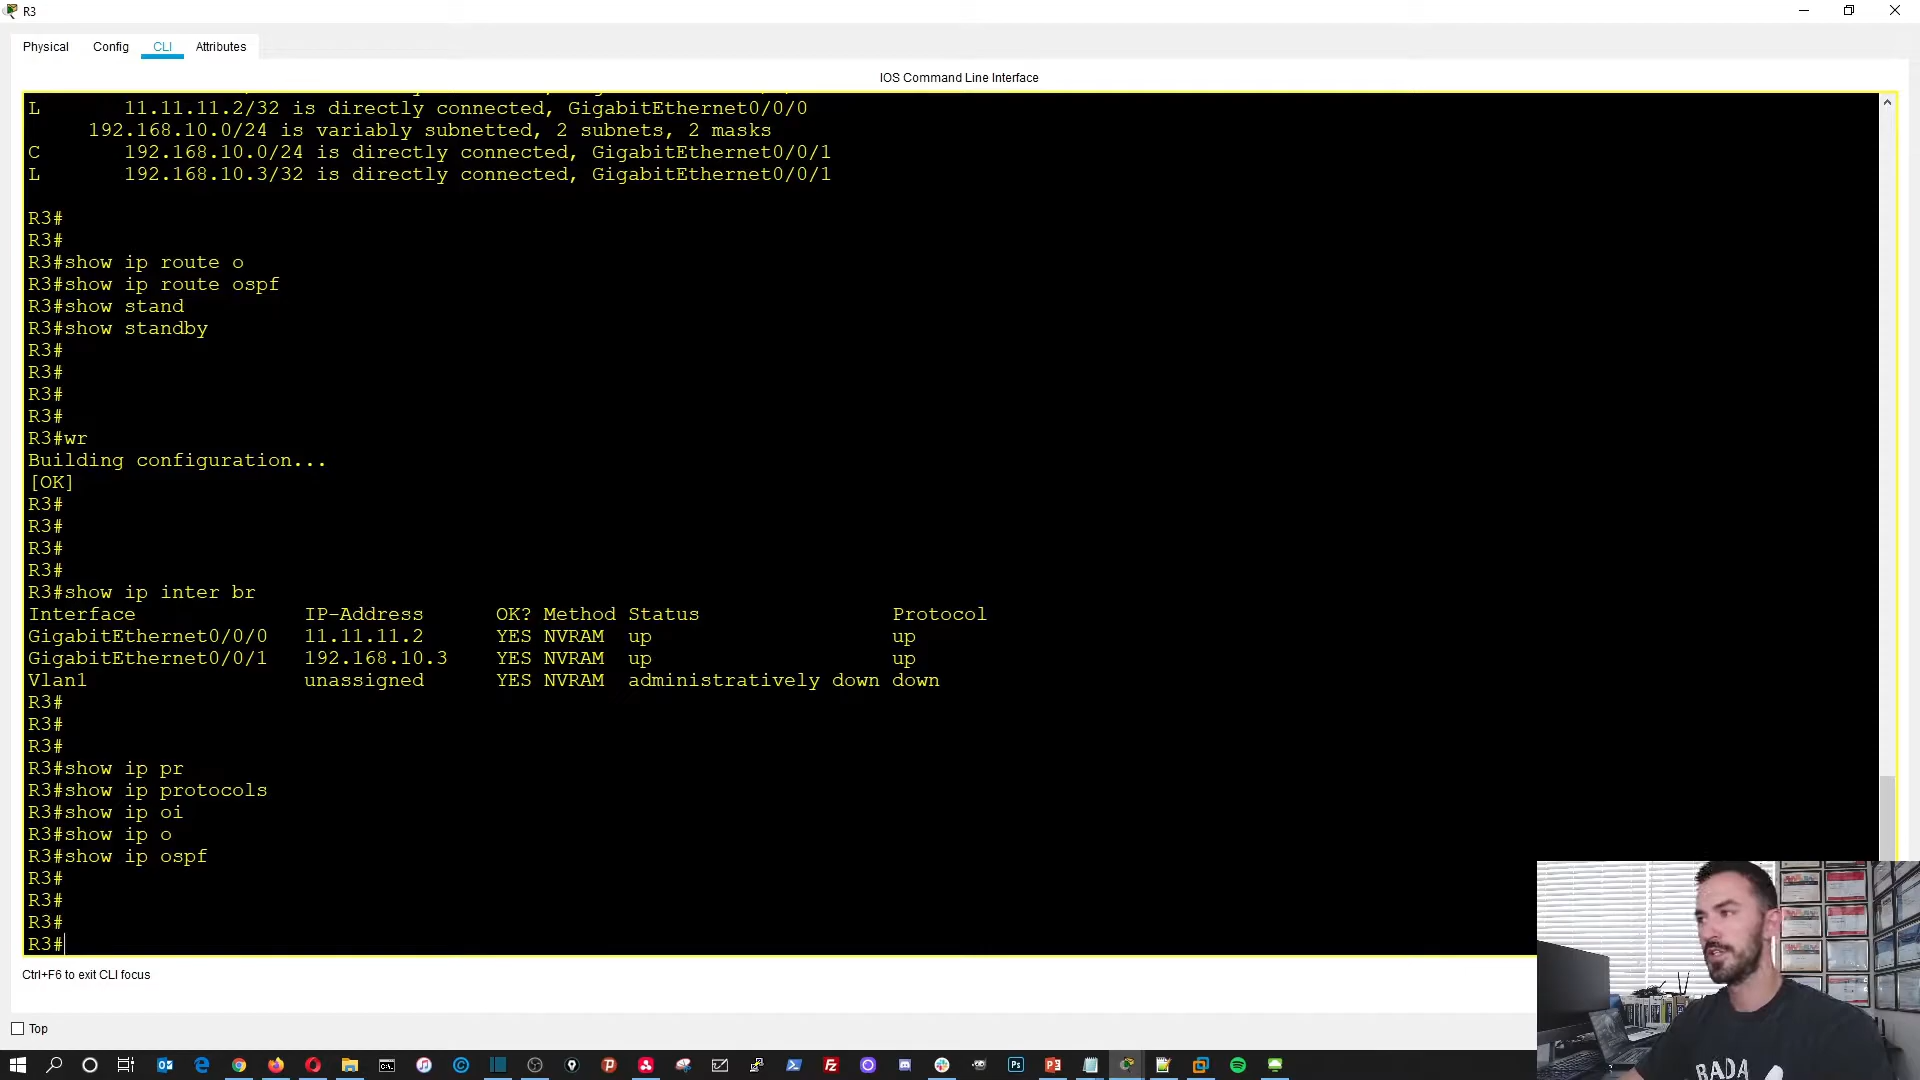 R3
Physical
Config
CLI
Attributes
IOS Command Line Interface
L        11.11.11.2/32 is directly connected, GigabitEthernet0/0/0
     192.168.10.0/24 is variably subnetted, 2 subnets, 2 masks
C       192.168.10.0/24 is directly connected, GigabitEthernet0/0/1
L       192.168.10.3/32 is directly connected, GigabitEthernet0/0/1
R3#
R3#
R3#show ip route o
R3#show ip route ospf
R3#show stand
R3#show standby
R3#
R3#
R3#
R3#
R3#wr
Building configuration...
[OK]
R3#
R3#
R3#
R3#
R3#show ip inter br
Interface              IP-Address      OK? Method Status                Protocol
GigabitEthernet0/0/0   11.11.11.2      YES NVRAM  up                    up
GigabitEthernet0/0/1   192.168.10.3    YES NVRAM  up                    up
Vlan1                  unassigned      YES NVRAM  administratively down down
R3#
R3#
R3#
R3#show ip pr
R3#show ip protocols
R3#show ip oi
R3#show ip o
R3#show ip ospf
R3#
R3#
R3#
R3#
Ctrl+F6 to exit CLI focus
Top
BADA